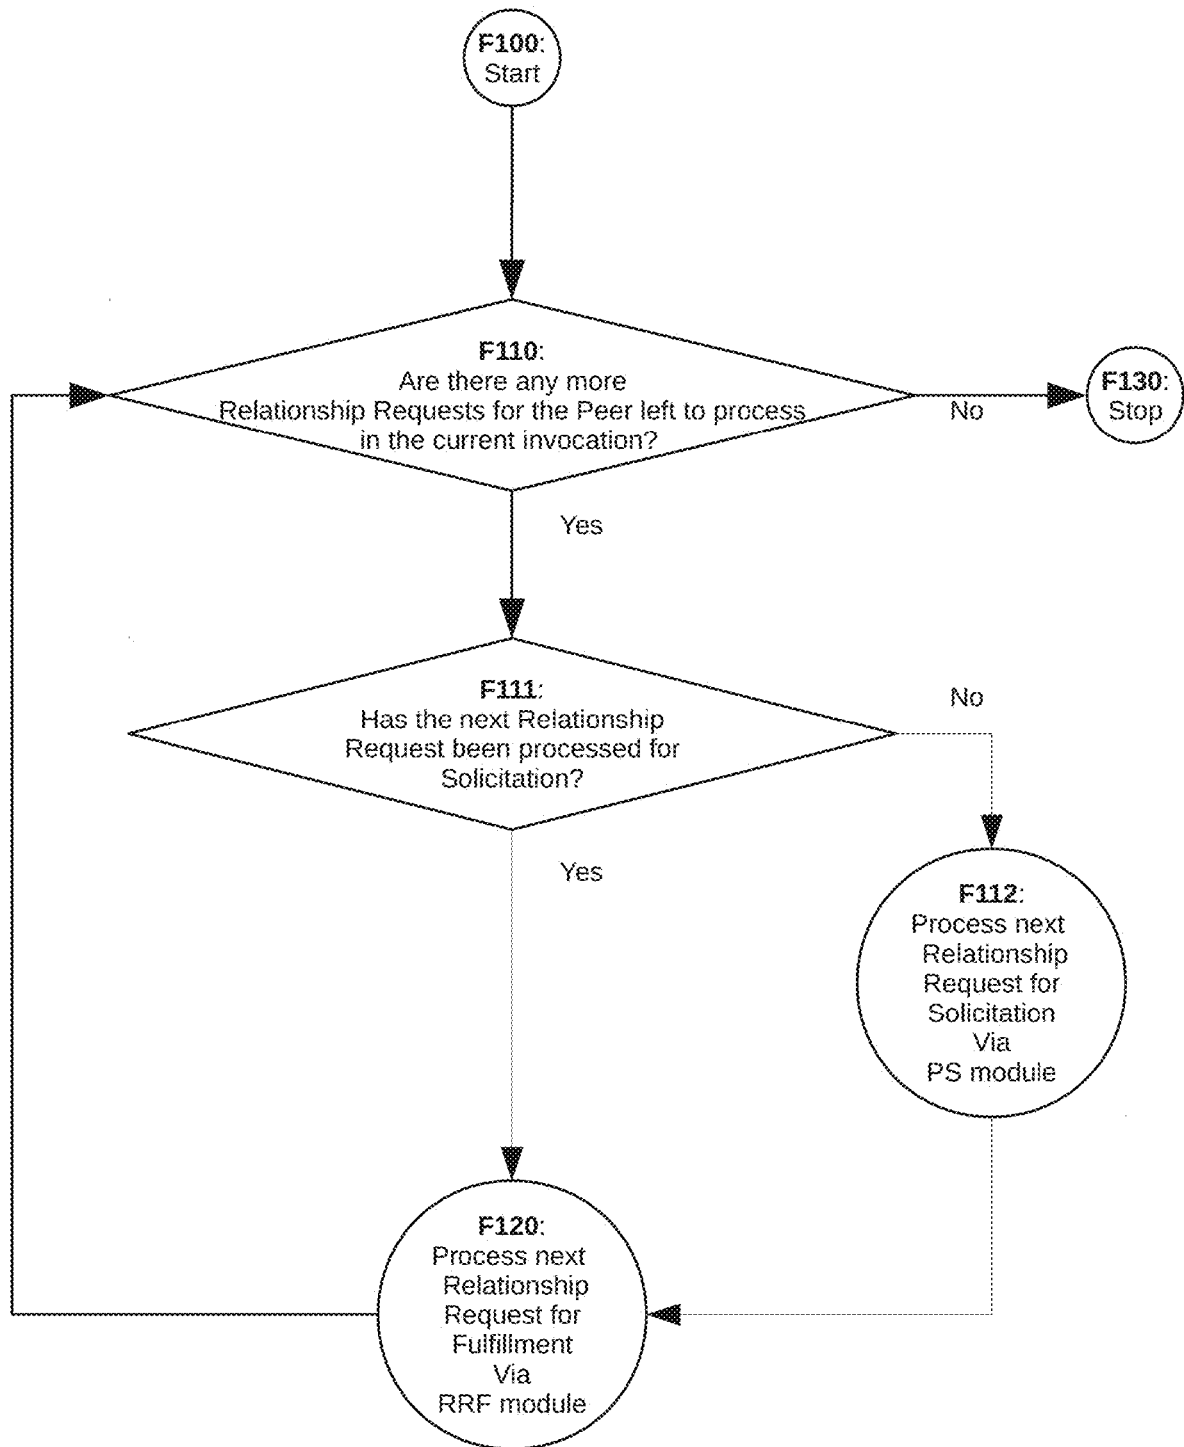 F100:
Start
F110:
Are there any more
Relationship Requests for the Peer left to process
in the current invocation?
No
F130:
Stop
Yes
F111:
Has the next Relationship
Request been processed for
Solicitation?
No
Yes
F112:
Process next
Relationship
Request for
Solicitation
Via
PS module
F120:
Process next
Relationship
Request for
Fulfillment
Via
RRF module